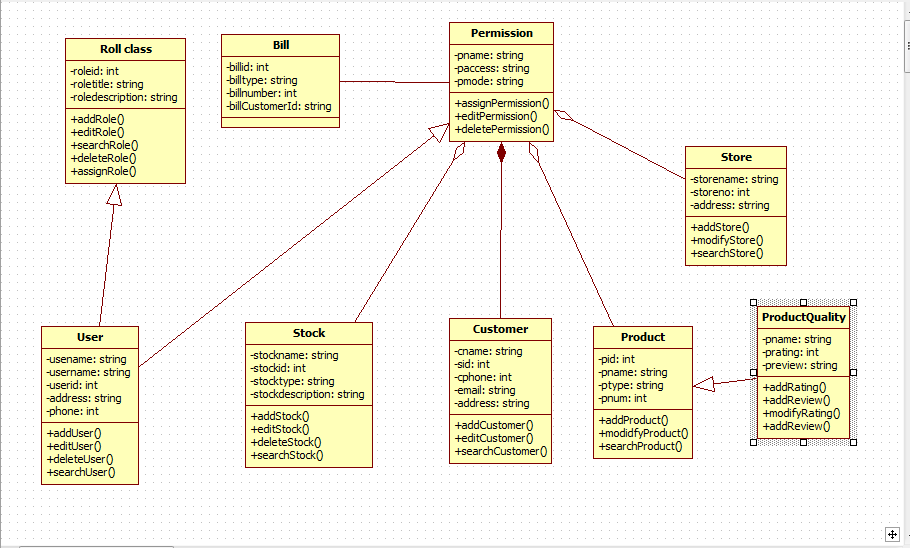 Roll class
-roleid: int
-roletitle: string
-roledescription: string
+addRole()
+editRole()
+searchRole()
+deleteRole()
+assignRole()
Bill
-billid: int
-billtype: string
-billnumber: int
-billCustomerId: string
Permission
-pname: string
-paccess: string
-pmode: string
+assignPermission()
+editPermission()
+deletePermission()
Store
-storename: string
-storeno: int
-address: strring
+addStore()
+modifyStore()
+searchStore()
User
-usename: string
-username: string
-userid: int
-address: string
-phone: int
+addUser()
+editUser()
+deleteUser()
+searchUser()
Stock
-stockname: string
-stockid: int
-stocktype: string
-stockdescription: string
+addStock()
+editStock()
+deleteStock()
+searchStock()
Customer
-cname: string
-sid: int
-cphone: int
-email: string
-address: string
+addCustomer()
+editCustomer()
+searchCustomer()
Product
-pid: int
-pname: string
-ptype: string
-pnum: int
+addProduct()
+modidfyProduct()
+searchProduct()
ProductQuality
-pname: string
-prating: int
-preview: string
+addRating()
+addReview()
+modifyRating()
+addReview()